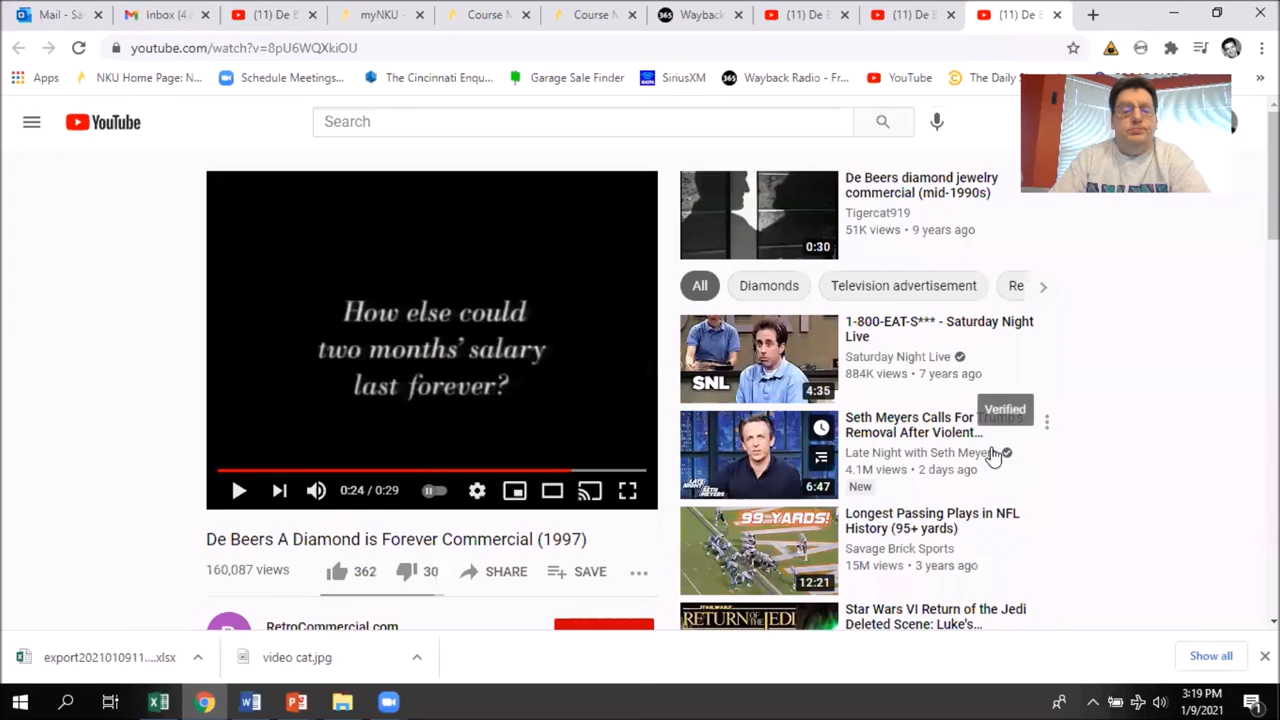 Mail - Sa
Inbox (4
(11) De B
myNKU
Course M
Course M
Wayback
(11) De B
(11) De B
(11) De B
youtube.com/watch?v=8pU6WQXkiOU
Apps
NKU Home Page: N...
Schedule Meetings...
The Cincinnati Enqu...
Garage Sale Finder
SiriusXM
Wayback Radio - Fr...
YouTube
The Daily
YouTube
Search
How else could
two months' salary
last forever?
0:24 / 0:29
De Beers A Diamond is Forever Commercial (1997)
160,087 views
362
30
SHARE
SAVE
RetroCommercial.com
De Beers diamond jewelry
commercial (mid-1990s)
Tigercat919
51K views • 9 years ago
0:30
All
Diamonds
Television advertisement
Re
1-800-EAT-S*** - Saturday Night
Live
Saturday Night Live
884K views • 7 years ago
SNL
4:35
Verified
Seth Meyers Calls For Trump's
Removal After Violent...
Late Night with Seth Meyers
4.1M views • 2 days ago
New
6:47
Longest Passing Plays in NFL
History (95+ yards)
Savage Brick Sports
15M views • 3 years ago
99-YARDS!
12:21
Star Wars VI Return of the Jedi
Deleted Scene: Luke's...
STAR WARS
RETURN OF THE JEDI
export2021010911....xlsx
video cat.jpg
Show all
3:19 PM
1/9/2021